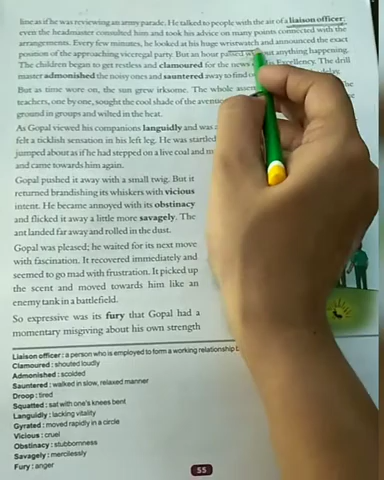 line as if he was reviewing an army parade. He talked to people with the air of a liaison officer;
even the headmaster consulted him and took his advice on many points connected with the
arrangements. Every few minutes, he looked at his huge wristwatch and announced the exact
position of the approaching viceregal party. But an hour passed without anything happening.
The children began to get restless and clamoured for the news Excellency. The drill
master admonished the noisy ones and sauntered away to find
But as time wore on, the sun grew irksome. The whole
teachers, one by one, sought the cool shade of the
ground in groups and wilted in the heat.
As Gopal viewed his companions languidly and was
felt a ticklish sensation in his left leg. He was startled
jumped about as if he had stepped on a live coal and
and came towards him again.
Gopal pushed it away with a small twig. But it
returned brandishing its whiskers with vicious
intent. He became annoyed with its obstinacy
and flicked it away a little more savagely. The
ant landed far away and rolled in the dust.
Gopal was pleased; he waited for its next move
with fascination. It recovered immediately and
seemed to go mad with frustration. It picked up
the scent and moved towards him like an
enemy tank in a battlefield.
So expressive was its fury that Gopal had a
momentary misgiving about his own strength
Liaison officer : a person who is employed to form a working relationship
Clamoured : shouted loudly
Admonished : scolded
Sauntered : walked in slow, relaxed manner
Droop : tired
Squatted : sat with one's knees bent
Languidly : lacking vitality
Gyrated : moved rapidly in a circle
Vicious : cruel
Obstinacy : stubbornness
Savagely : mercilessly
Fury : anger
55